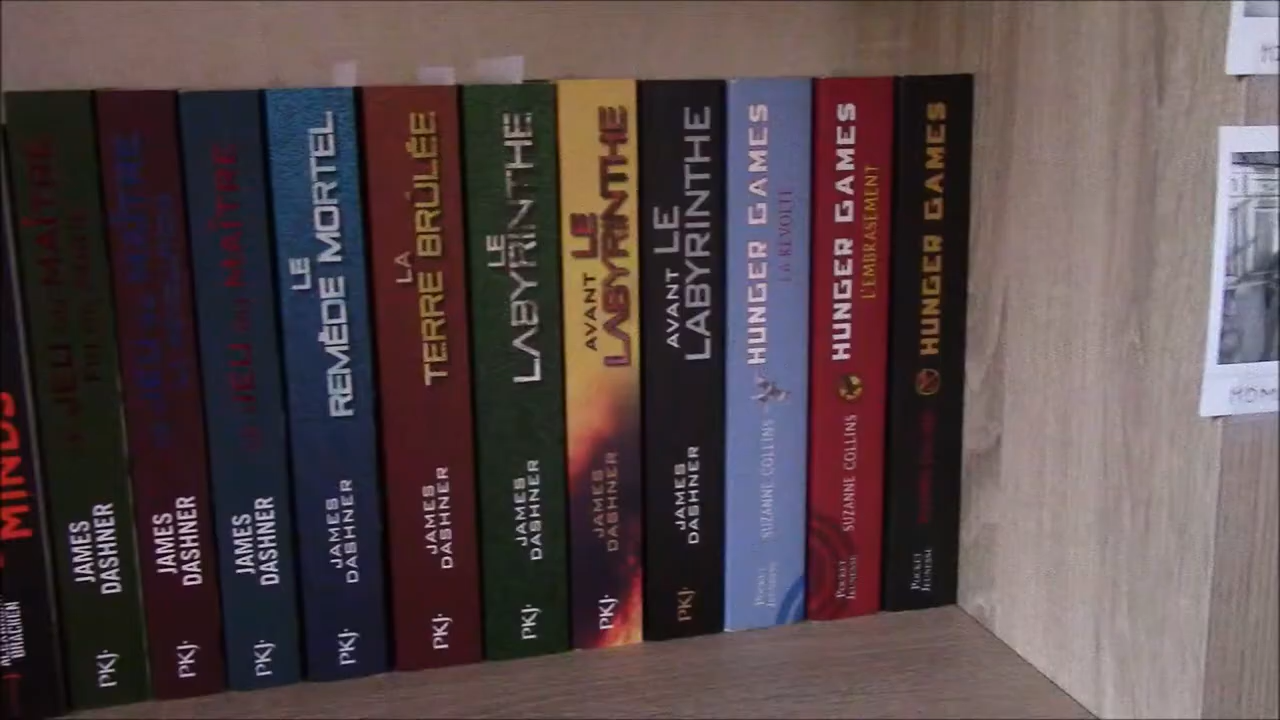 MINDS
BRACKEN
JEU DU MAÎTRE
JAMES
DASHNER
PKJ·
JAMES
DASHNER
PKJ·
LE JEU DU MAÎTRE
JAMES
DASHNER
PKJ·
LE
REMÈDE MORTEL
JAMES
DASHNER
PKJ·
LA
TERRE BRÛLÉE
JAMES
DASHNER
PKJ·
LE
LABYRINTHE
JAMES
DASHNER
PKJ·
AVANT LE
LABYRINTHE
JAMES
DASHNER
PKJ·
AVANT LE
LABYRINTHE
JAMES
DASHNER
PKJ·
HUNGER GAMES
LA RÉVOLTE
SUZANNE COLLINS
POCKET
JEUNESSE
HUNGER GAMES
L'EMBRASEMENT
SUZANNE COLLINS
POCKET
JEUNESSE
HUNGER GAMES
POCKET
JEUNESSE